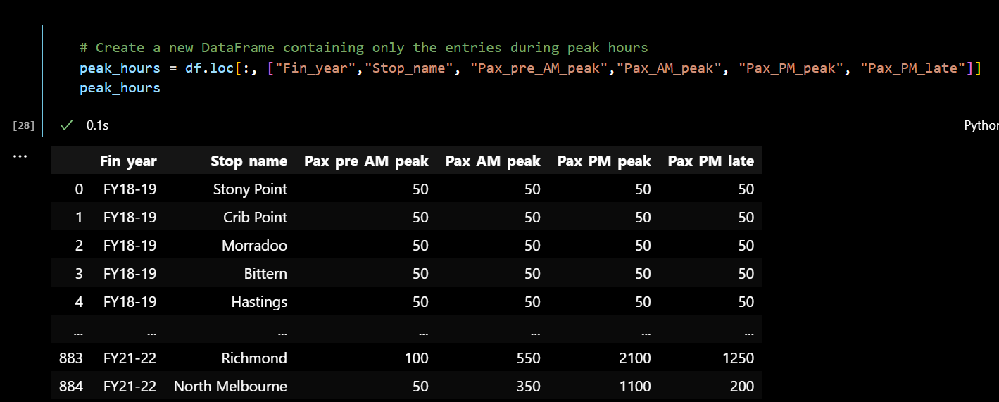 # Create a new DataFrame containing only the entries during peak hours
peak_hours = df.loc[:, ["Fin_year","Stop_name", "Pax_pre_AM_peak","Pax_AM_peak", "Pax_PM_peak", "Pax_PM_late"]]
peak_hours
[28] ✓ 0.1s Python
...
Fin_year Stop_name Pax_pre_AM_peak Pax_AM_peak Pax_PM_peak Pax_PM_late
0 FY18-19 Stony Point 50 50 50 50
1 FY18-19 Crib Point 50 50 50 50
2 FY18-19 Morradoo 50 50 50 50
3 FY18-19 Bittern 50 50 50 50
4 FY18-19 Hastings 50 50 50 50
... ... ... ... ... ... ...
883 FY21-22 Richmond 100 550 2100 1250
884 FY21-22 North Melbourne 50 350 1100 200